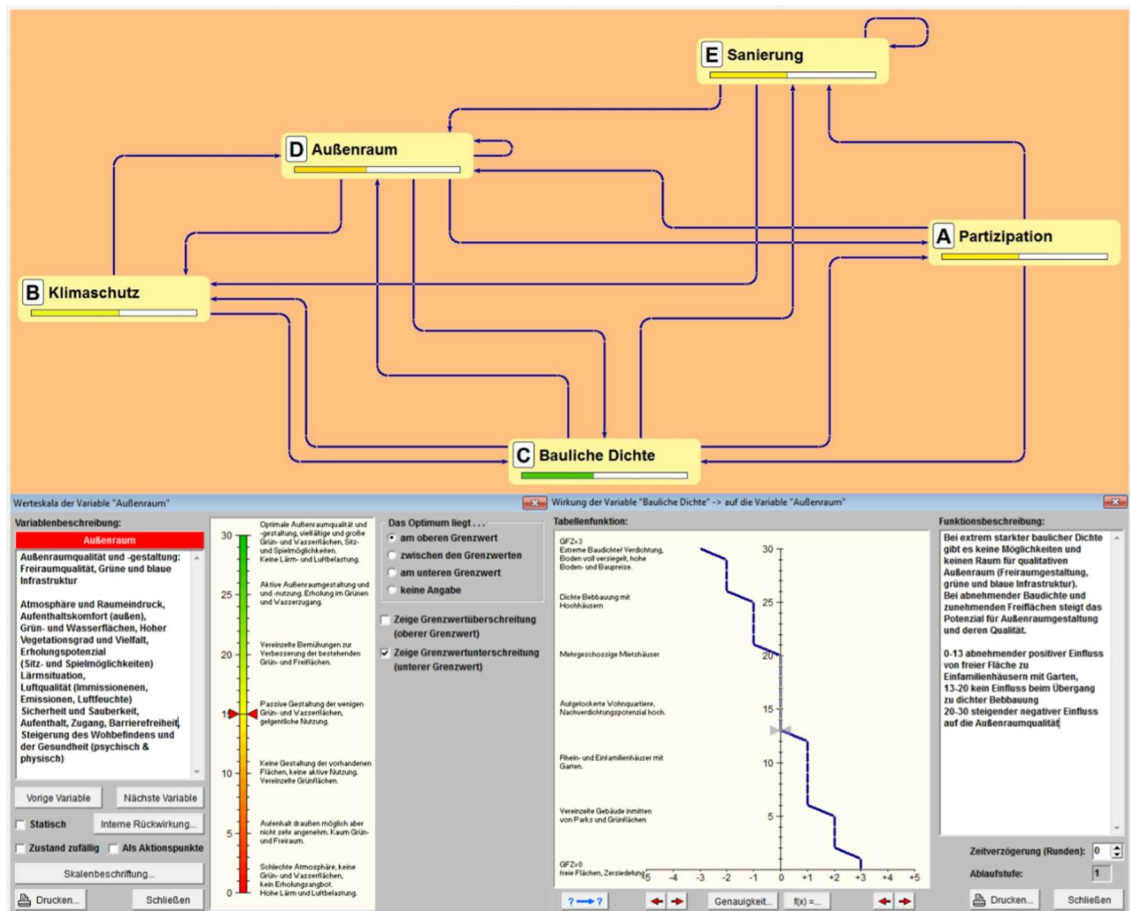 E Sanierung
D Außenraum
A Partizipation
B Klimaschutz
C Bauliche Dichte
Werteskala der Variable "Außenraum"
Variablenbeschreibung:
Außenraum
Außenraumqualität und -gestaltung:
Freiraumqualität, Grüne und blaue
Infrastruktur
Atmosphäre und Raumeindruck,
Aufenthaltskomfort (außen),
Grün- und Wasserflächen, Hoher
Vegetationsgrad und Vielfalt,
Erholungspotenzial
(Sitz- und Spielmöglichkeiten)
Lärmsituation,
Luftqualität (Immissionenen,
Emissionen, Luftfeuchte)
Sicherheit und Sauberkeit,
Aufenthalt, Zugang, Barrierefreiheit,
Steigerung des Wohbefindens und
der Gesundheit (psychisch &
physisch)
Vorige Variable
Nächste Variable
Statisch
Interne Rückwirkung...
Zustand zufällig
Als Aktionspunkte
Skalenbeschriftung...
Drucken...
Schließen
30
25
20
15
10
5
0
Optimale Außenraumqualität und
-gestaltung, vielfältige und große
Grün- und Wasserflächen, Sitz-
und Spielmöglichkeiten.
Keine Lärm- und Luftbelastung.
Aktive Außenraumgestaltung und
-und -nutzung. Erholung im Grünen
und Wasserzugang.
Vereinzelte Bemühungen zur
Verbesserung der bestehenden
Grün- und Freiflächen.
Passive Gestaltung der wenigen
Grün- und Wasserflächen,
gelgentliche Nutzung.
Keine Gestaltung der vorhandenen
Flächen, keine aktive Nutzung.
Vereinzelte Grünflächen.
Aufenhalt draußen möglich aber
nicht sehr angenehm. Kaum Grün-
und Freiraum.
Schlechte Atmosphäre, keine
Grün- und Wasserflächen,
kein Erholungsangbot.
Hohe Lärm und Luftbelastung.
Das Optimum liegt . . .
am oberen Grenzwert
zwischen den Grenzwerten
am unteren Grenzwert
keine Angabe
Zeige Grenzwertüberschreitung
(oberer Grenzwert)
Zeige Grenzwertunterschreitung
(unterer Grenzwert)
Wirkung der Variable "Bauliche Dichte" -> auf die Variable "Außenraum"
Tabellenfunktion:
GFZ>3
Extreme Baudichte/ Verdichtung,
Boden voll versiegelt, hohe
Boden- und Baupreise.
Dichte Bebbauung mit
Hochhäusern
Mehrgeschossige Mietshäuser
Aufgelockerte Wohnquartiere,
Nachverdichtungspotenzial hoch.
Rhein- und Einfamilienhäuser mit
Garten.
Vereinzelte Gebäude inmitten
von Parks und Grünflächen
GFZ>0
freie Flächen, Zersiedelung
30
25
20
15
10
5
-5 -4 -3 -2 -1 0 +1 +2 +3 +4 +5
? ?
Genauigkeit...
f(x) =...
Funktionsbeschreibung:
Bei extrem starkter baulicher Dichte
gibt es keine Möglichkeiten und
keinen Raum für qualitativen
Außenraum (Freiraumgestaltung,
grüne und blaue Infrastruktur).
Bei abnehmender Baudichte und
zunehmenden Freiflächen steigt das
Potenzial für Außenraumgestaltung
und deren Qualität.
0-13 abnehmender positiver Einfluss
von freier Fläche zu
Einfamilienhäusern mit Garten,
13-20 kein Einfluss beim Übergang
zu dichter Bebbauung
20-30 steigender negativer Einfluss
auf die Außenraumqualität
Zeitverzögerung (Runden): 0
Ablaufstufe: 1
Drucken...
Schließen